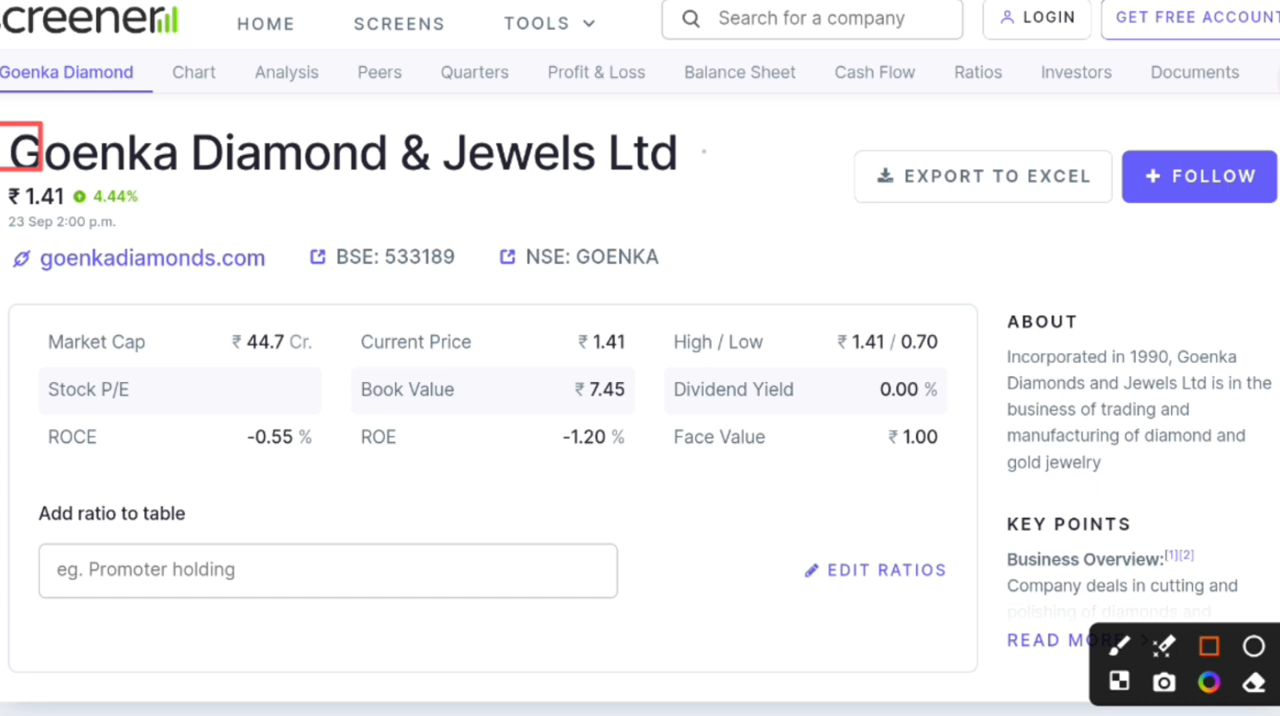 creener
HOME SCREENS TOOLS Search for a company LOGIN GET FREE ACCOUNT
Goenka Diamond Chart Analysis Peers Quarters Profit & Loss Balance Sheet Cash Flow Ratios Investors Documents
Goenka Diamond & Jewels Ltd
EXPORT TO EXCEL + FOLLOW
₹ 1.41 4.44%
23 Sep 2:00 p.m.
goenkadiamonds.com BSE: 533189 NSE: GOENKA
Market Cap ₹ 44.7 Cr. Current Price ₹ 1.41 High / Low ₹ 1.41 / 0.70
Stock P/E Book Value ₹ 7.45 Dividend Yield 0.00 %
ROCE -0.55 % ROE -1.20 % Face Value ₹ 1.00
Add ratio to table
eg. Promoter holding EDIT RATIOS
ABOUT
Incorporated in 1990, Goenka
Diamonds and Jewels Ltd is in the
business of trading and
manufacturing of diamond and
gold jewelry
KEY POINTS
Business Overview:[1][2]
Company deals in cutting and
polishing of diamonds and
READ MORE